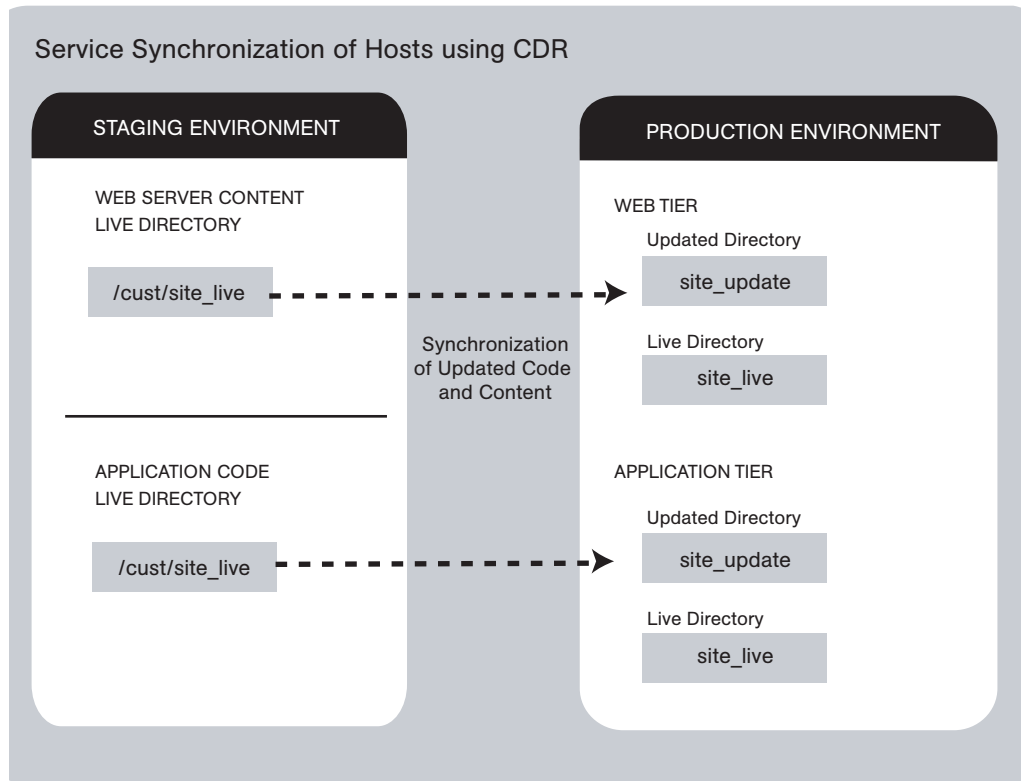 Service Synchronization of Hosts using CDR
STAGING ENVIRONMENT
WEB SERVER CONTENT
LIVE DIRECTORY
/cust/site_live
APPLICATION CODE
LIVE DIRECTORY
/cust/site_live
Synchronization
of Updated Code
and Content
PRODUCTION ENVIRONMENT
WEB TIER
Updated Directory
site_update
Live Directory
site_live
APPLICATION TIER
Updated Directory
site_update
Live Directory
site_live